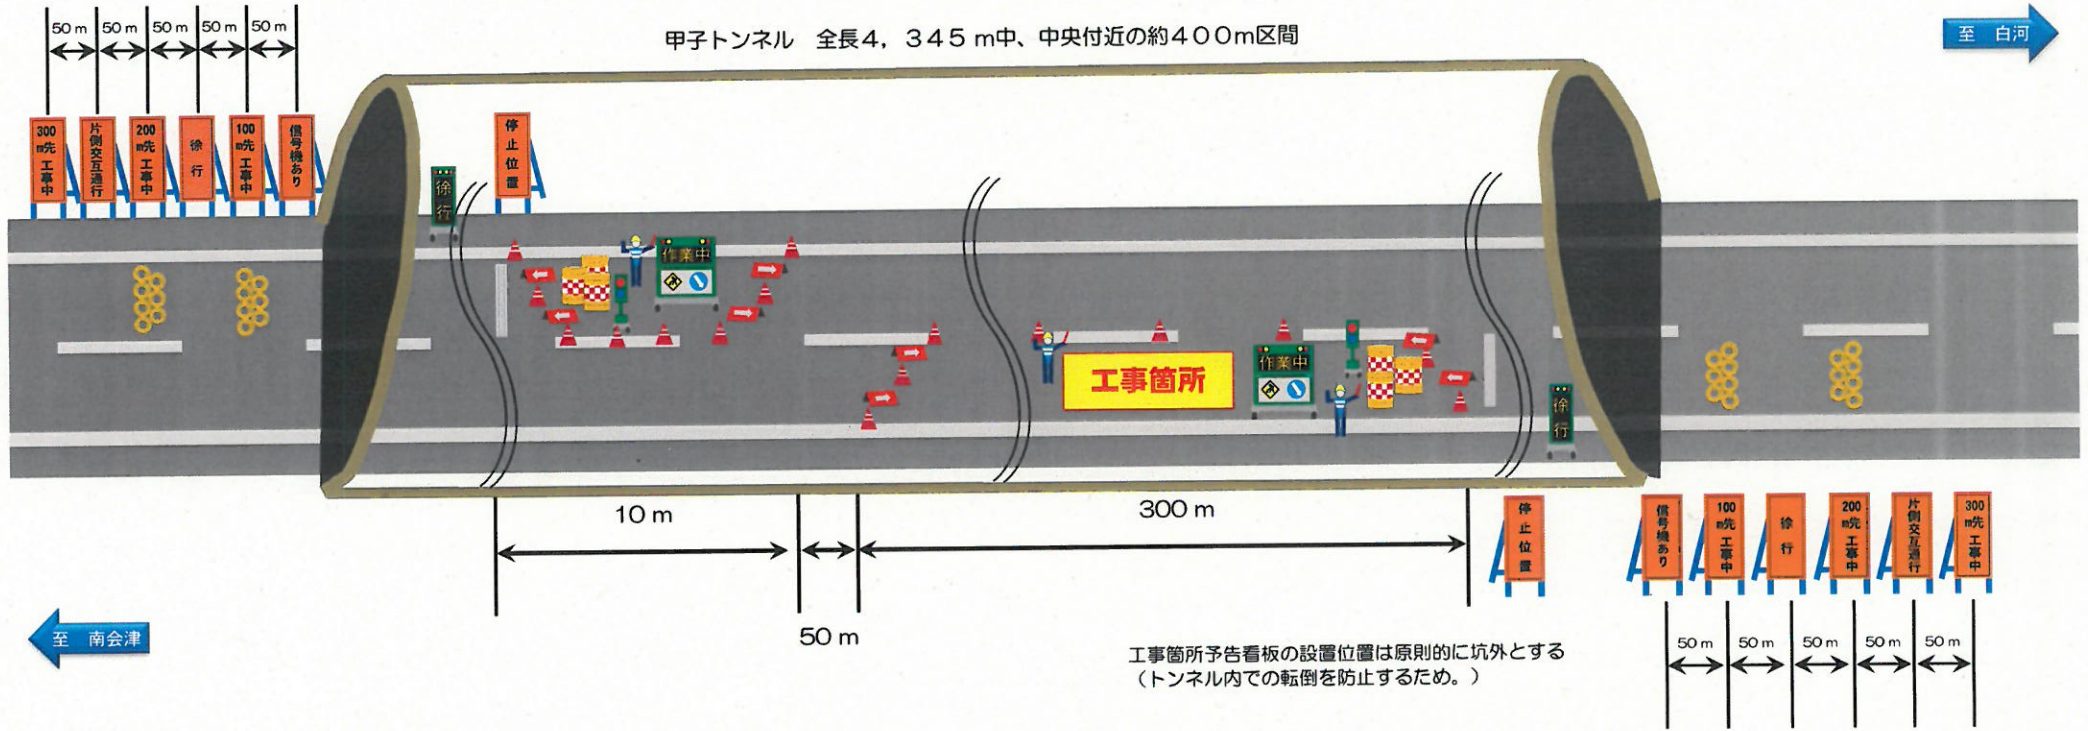 甲子トンネル 全長4,345m中、中央付近の約400m区間
至 白河
50m
50m
50m
50m
50m
300m先 工事中
片側交互通行
200m先 工事中
徐行
100m先 工事中
信号機あり
徐行
停止位置
作業中
工事箇所
作業中
徐行
10m
50m
300m
停止位置
信号機あり
100m先 工事中
徐行
200m先 工事中
片側交互通行
300m先 工事中
50m
50m
50m
50m
50m
至 南会津
工事箇所予告看板の設置位置は原則的に坑外とする
(トンネル内での転倒を防止するため。)